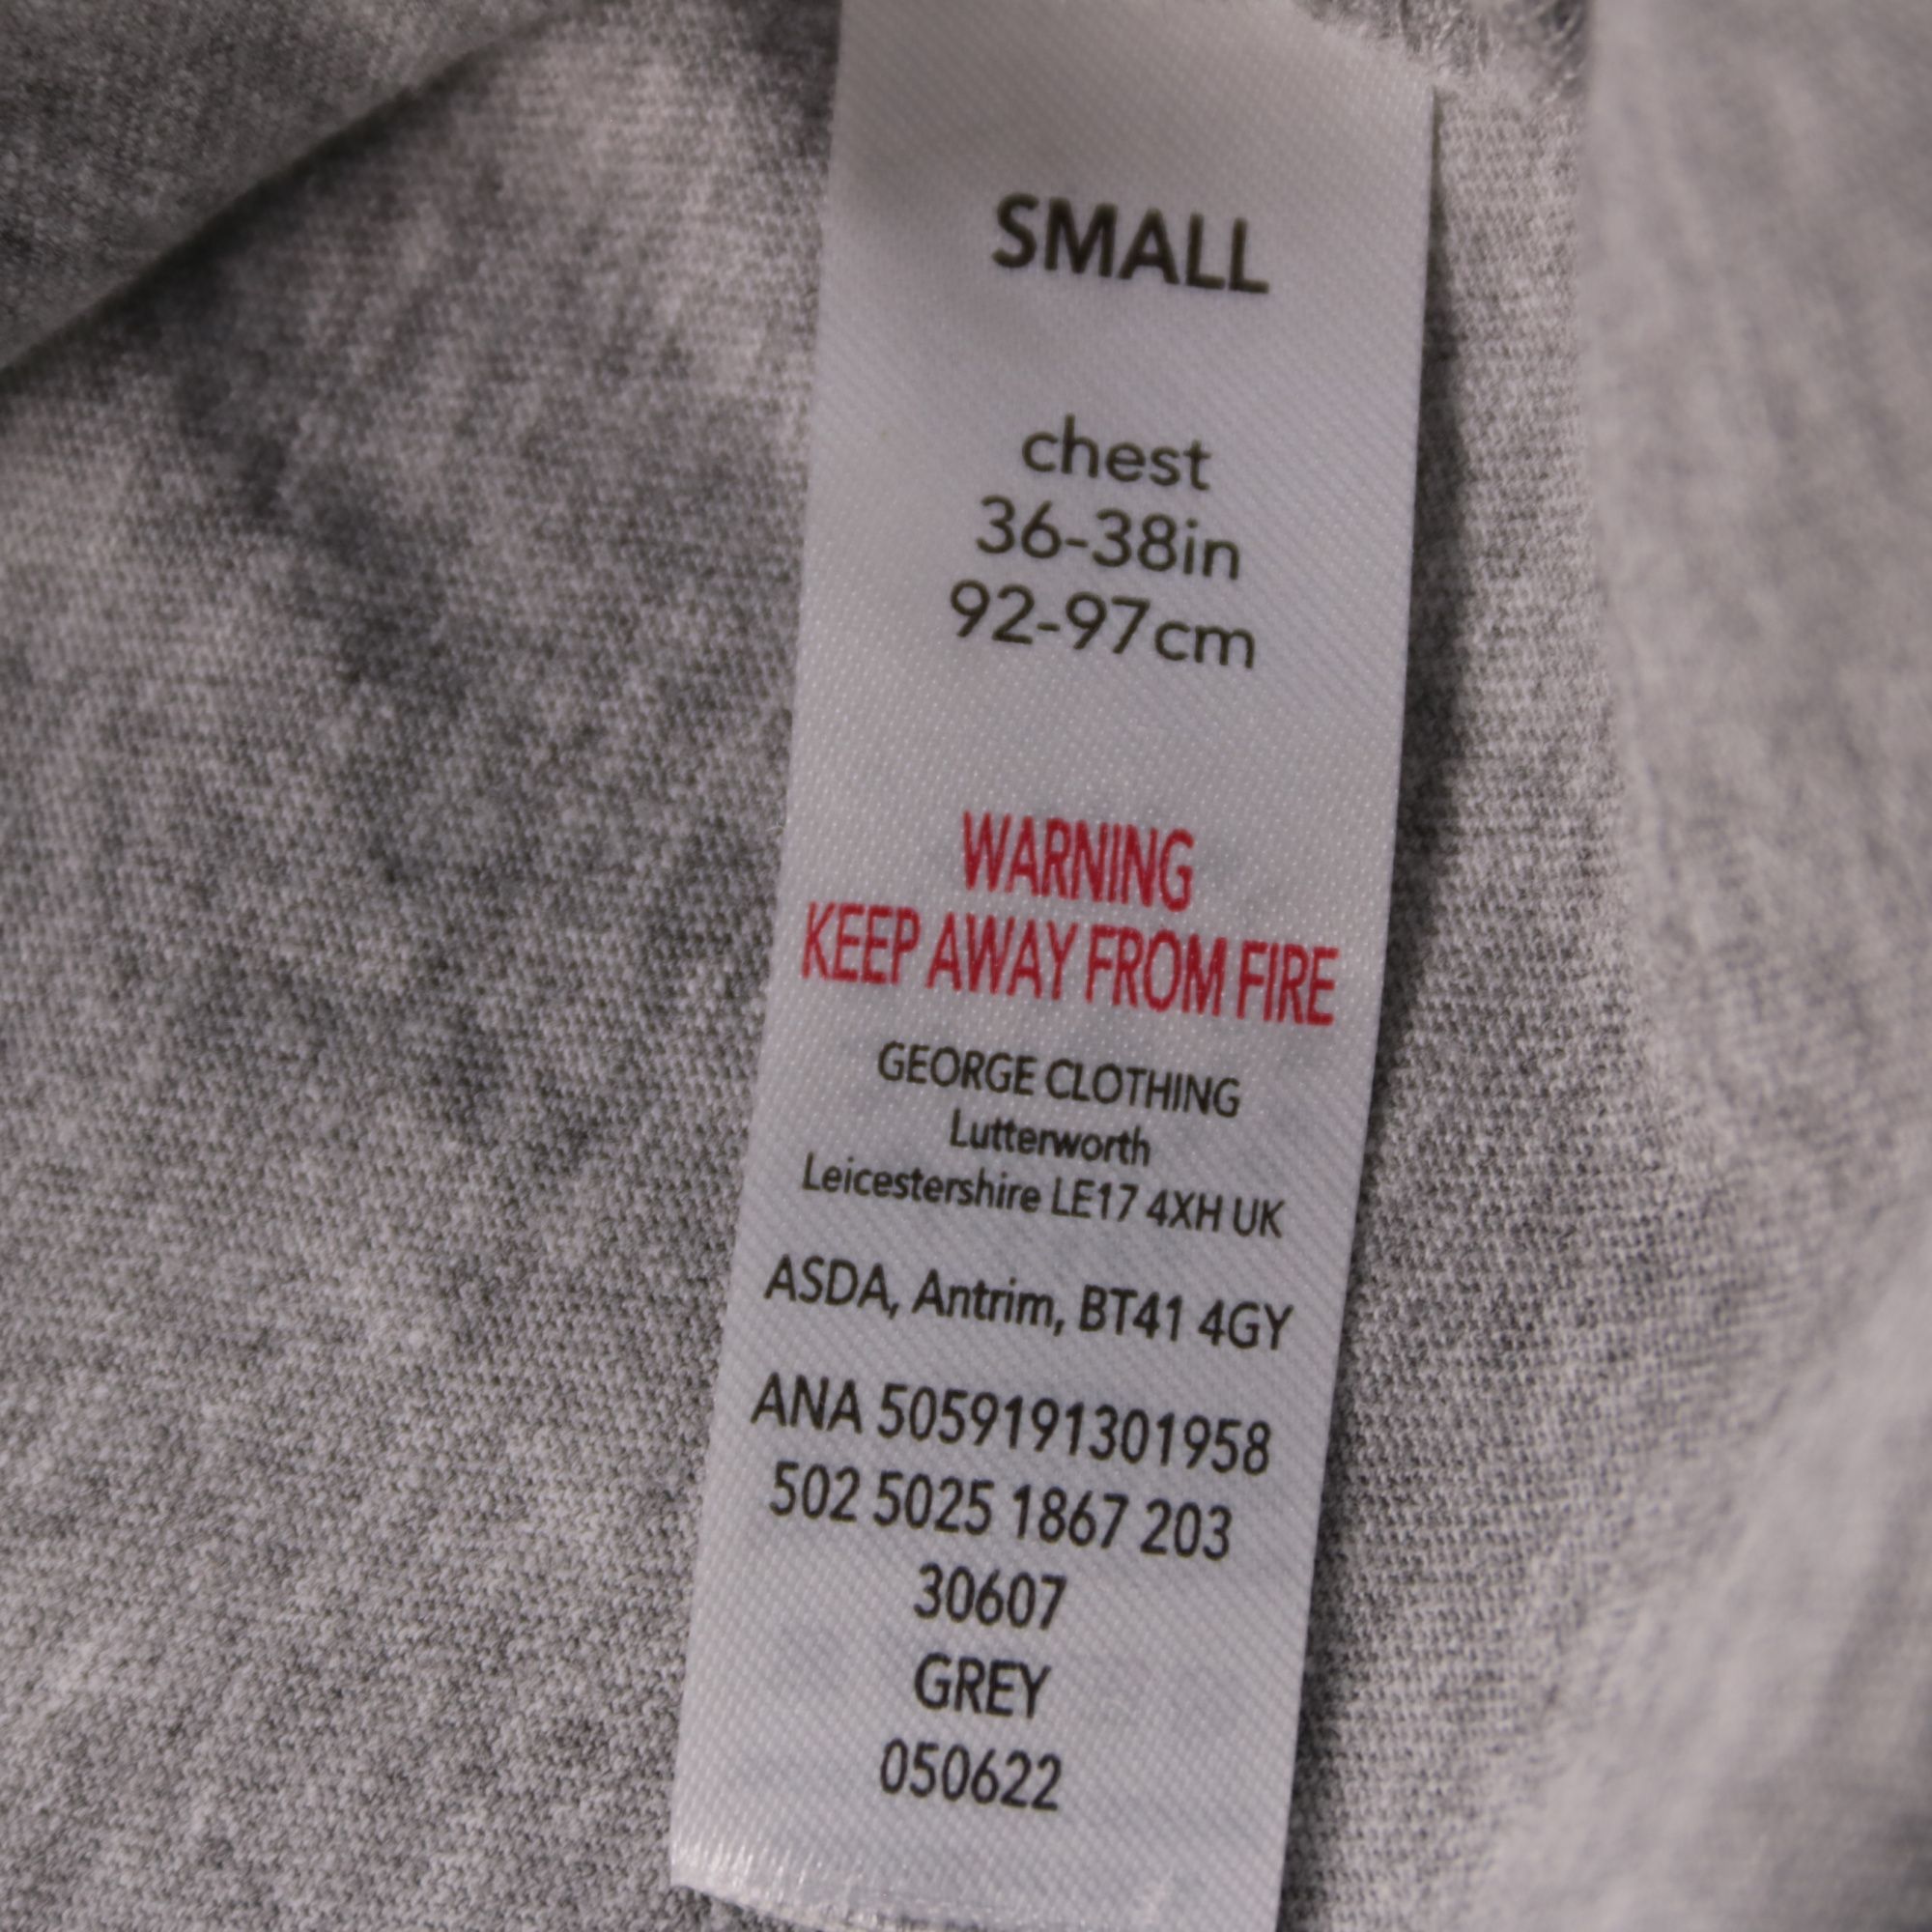 SMALL
chest
36-38in
92-97cm
WARNING
KEEP AWAY FROM FIRE
GEORGE CLOTHING
Lutterworth
Leicestershire LE17 4XH UK
ASDA, Antrim, BT41 4GY
ANA 5059191301958
502 5025 1867 203
30607
GREY
050622